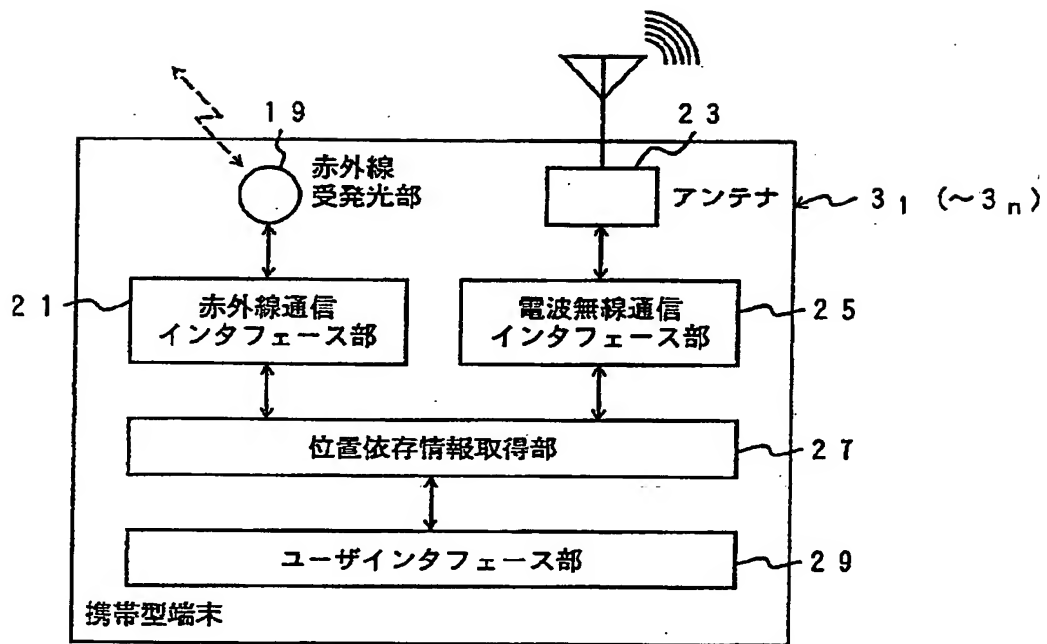 19
23
赤外線
受発光部
アンテナ
3₁ (~3ₙ)
21
赤外線通信
インタフェース部
電波無線通信
インタフェース部
25
位置依存情報取得部
27
ユーザインタフェース部
29
携帯型端末